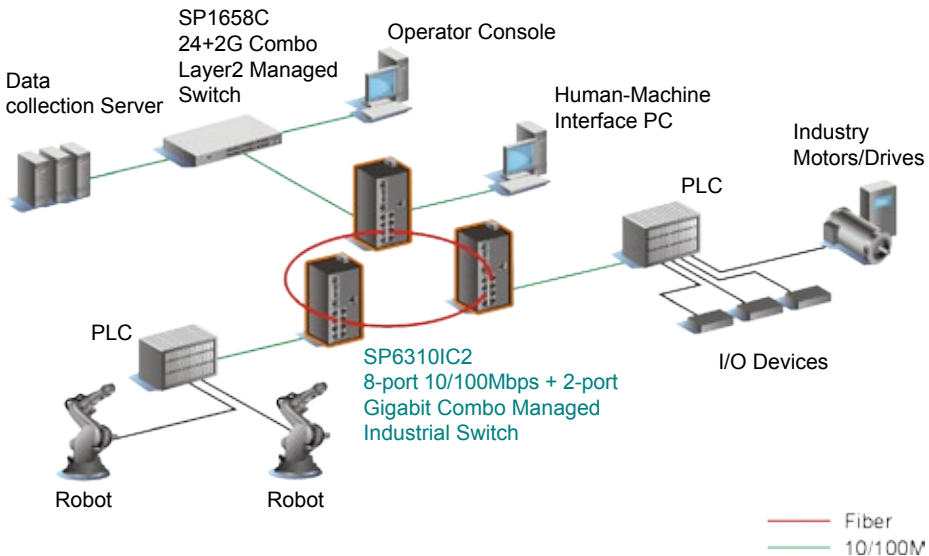 SP1658C
24+2G Combo
Layer2 Managed
Switch
Operator Console
Data
collection Server
Human-Machine
Interface PC
Industry
Motors/Drives
PLC
PLC
SP6310IC2
8-port 10/100Mbps + 2-port
Gigabit Combo Managed
Industrial Switch
I/O Devices
Robot
Robot
Fiber